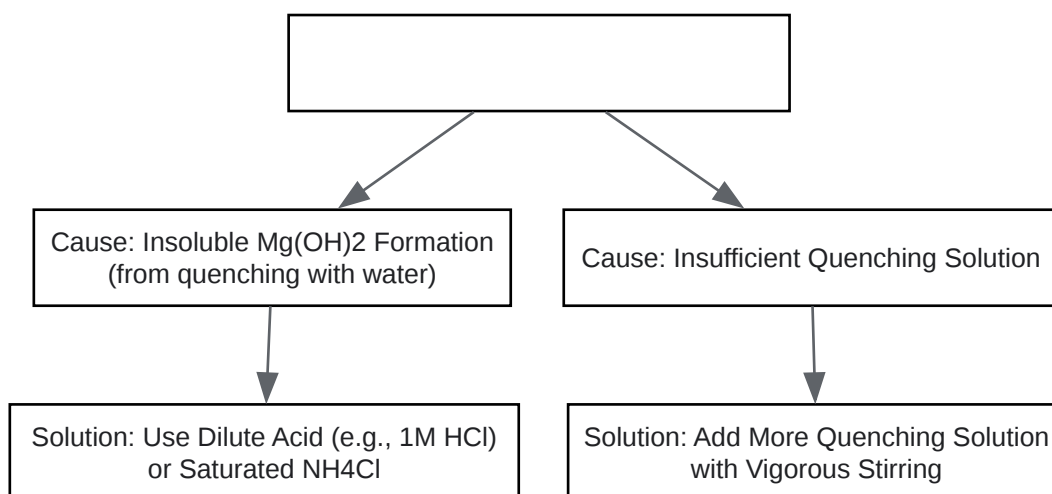 Cause: Insoluble Mg(OH)2 Formation
(from quenching with water)
Cause: Insufficient Quenching Solution
Solution: Use Dilute Acid (e.g., 1M HCl)
or Saturated NH4Cl
Solution: Add More Quenching Solution
with Vigorous Stirring